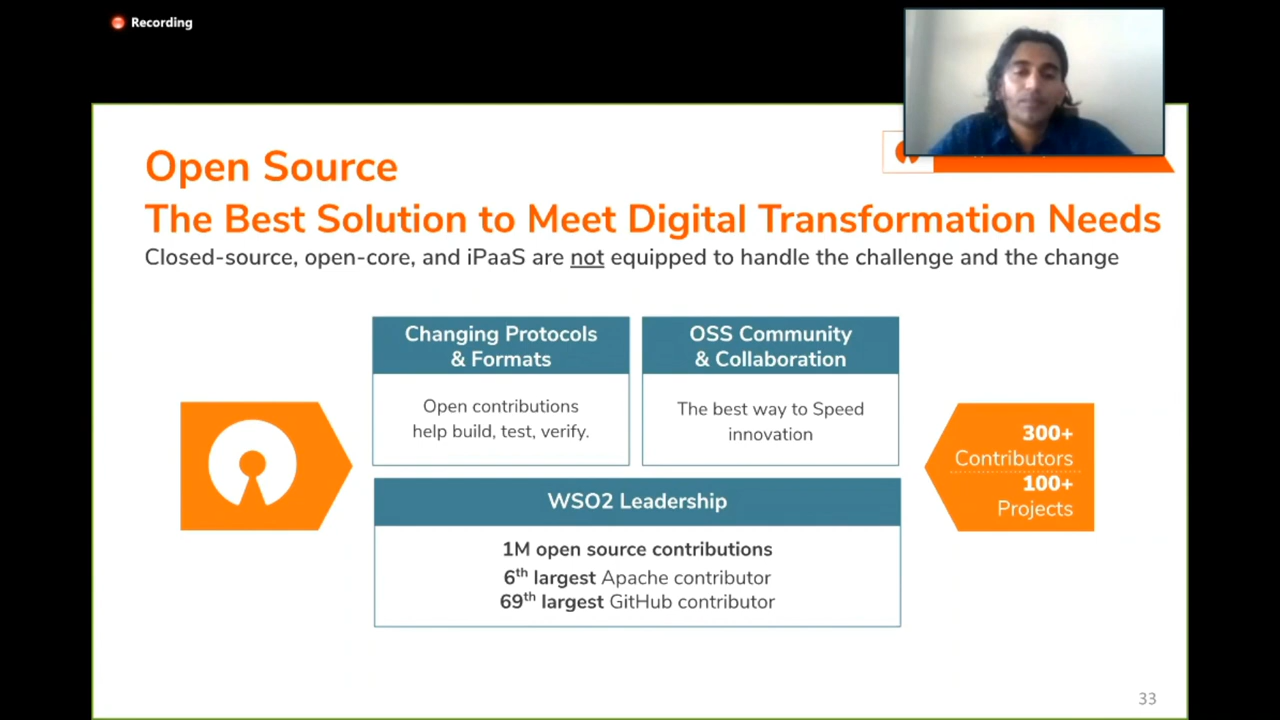 Recording
Open Source
The Best Solution to Meet Digital Transformation Needs
Closed-source, open-core, and iPaaS are not equipped to handle the challenge and the change
Changing Protocols
& Formats
Open contributions
help build, test, verify.
OSS Community
& Collaboration
The best way to Speed
innovation
300+
Contributors
100+
Projects
WSO2 Leadership
1M open source contributions
6th largest Apache contributor
69th largest GitHub contributor
33